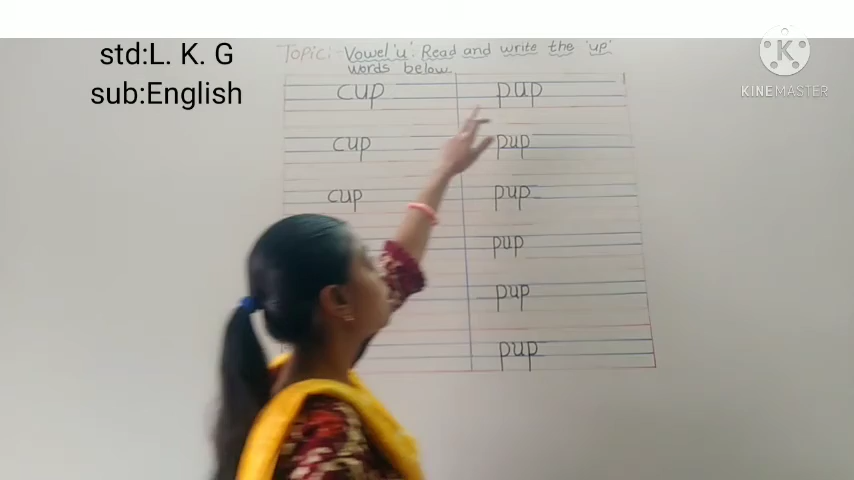 std:L. K. G
sub:English
KINEMASTER
Topic:- Vowel 'u': Read and write the 'up'
words below.
cup pup
cup pup
cup pup
pup
pup
pup